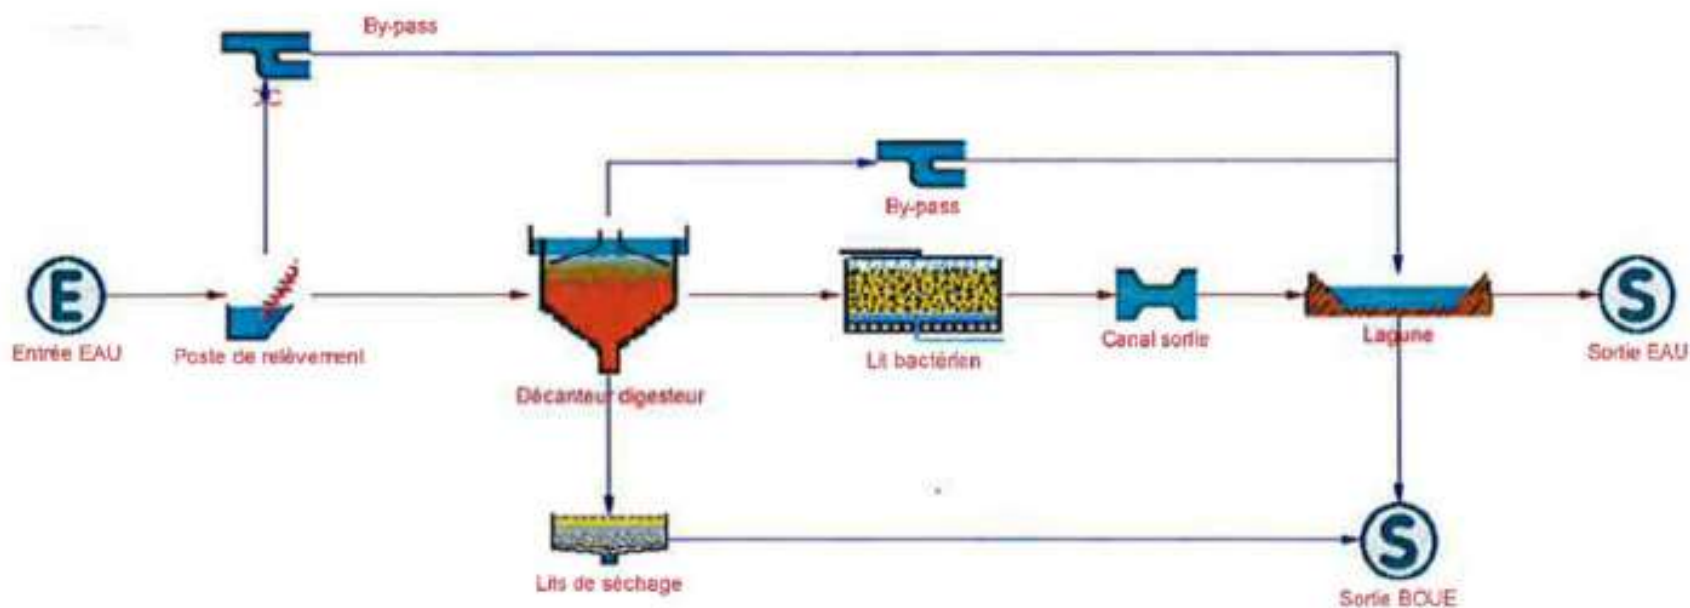 By-pass
By-pass
E
S
Entrée EAU
Poste de relèvement
Décanteur digesteur
Lit bactérien
Canal sortie
Lagune
Sortie EAU
Lits de séchage
S
Sortie BOUE